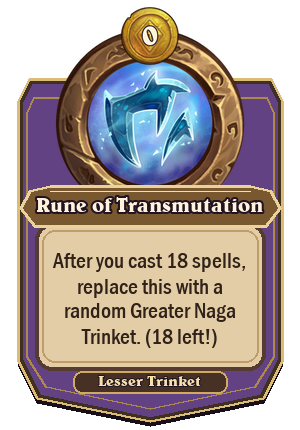 0
Rune of Transmutation
After you cast 18 spells,
replace this with a
random Greater Naga
Trinket. (18 left!)
Lesser Trinket